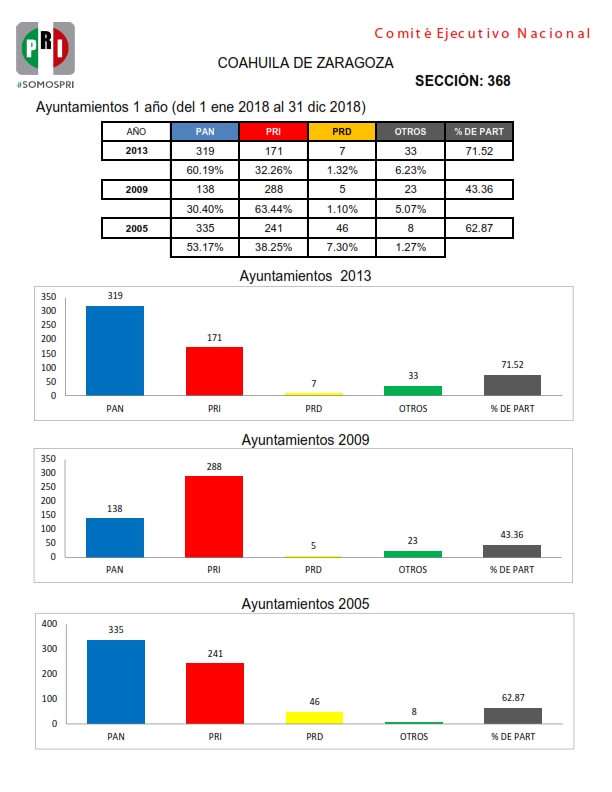 Comité Ejecutivo Nacional
PRI
#SOMOSPRI
COAHUILA DE ZARAGOZA
SECCIÓN: 368
Ayuntamientos 1 año (del 1 ene 2018 al 31 dic 2018)
AÑO PAN PRI PRD OTROS % DE PART
2013 319 171 7 33 71.52
60.19% 32.26% 1.32% 6.23%
2009 138 288 5 23 43.36
30.40% 63.44% 1.10% 5.07%
2005 335 241 46 8 62.87
53.17% 38.25% 7.30% 1.27%
Ayuntamientos 2013
350
300
250
200
150
100
50
0
319
171
7
33
71.52
PAN PRI PRD OTROS % DE PART
Ayuntamientos 2009
350
300
250
200
150
100
50
0
138
288
5
23
43.36
PAN PRI PRD OTROS % DE PART
Ayuntamientos 2005
400
300
200
100
0
335
241
46
8
62.87
PAN PRI PRD OTROS % DE PART